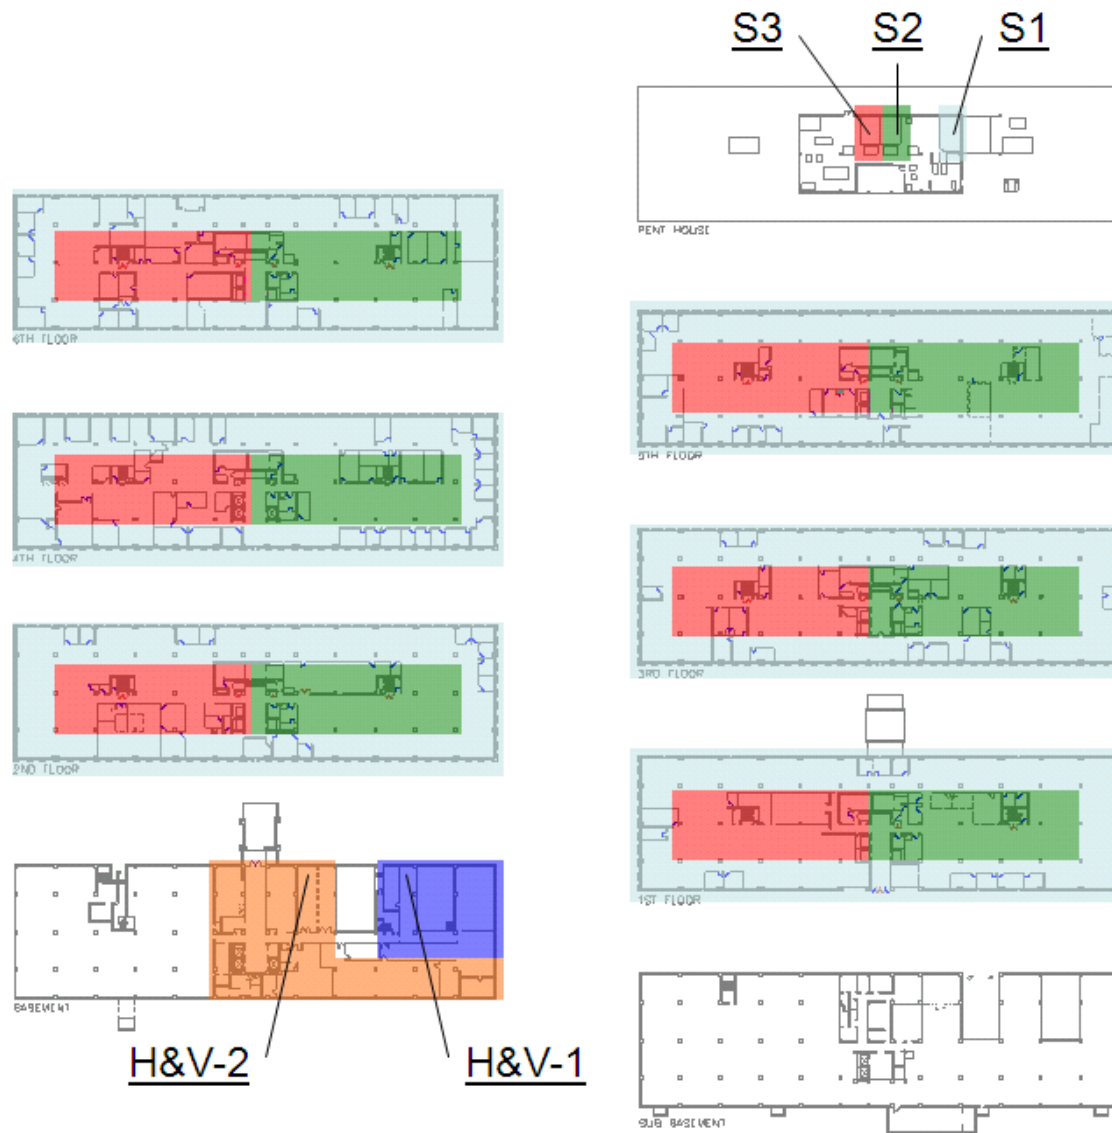 S3 S2 S1
PENT HOUSE
6TH FLOOR
5TH FLOOR
4TH FLOOR
3RD FLOOR
2ND FLOOR
1ST FLOOR
BASEMENT
H&V-2 H&V-1
SUB BASEMENT